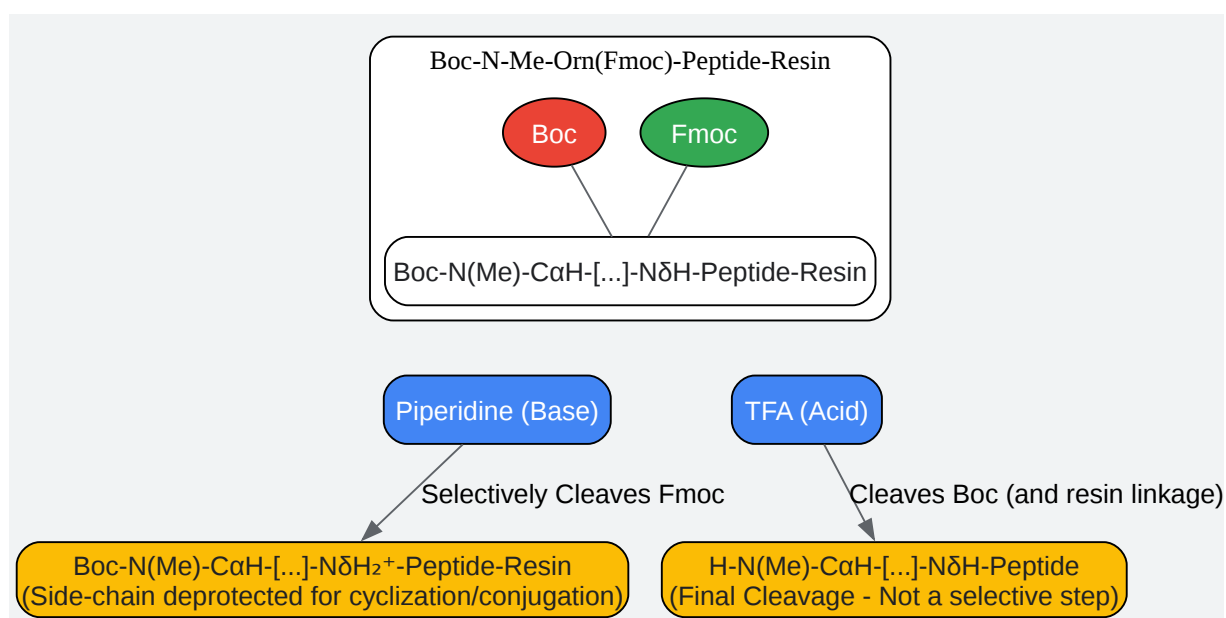 Boc-N-Me-Orn(Fmoc)-Peptide-Resin
Boc
Fmoc
Boc-N(Me)-CαH-[...]-NδH-Peptide-Resin
Piperidine (Base)
TFA (Acid)
Selectively Cleaves Fmoc
Cleaves Boc (and resin linkage)
Boc-N(Me)-CαH-[...]-NδH₂⁺-Peptide-Resin
(Side-chain deprotected for cyclization/conjugation)
H-N(Me)-CαH-[...]-NδH-Peptide
(Final Cleavage - Not a selective step)